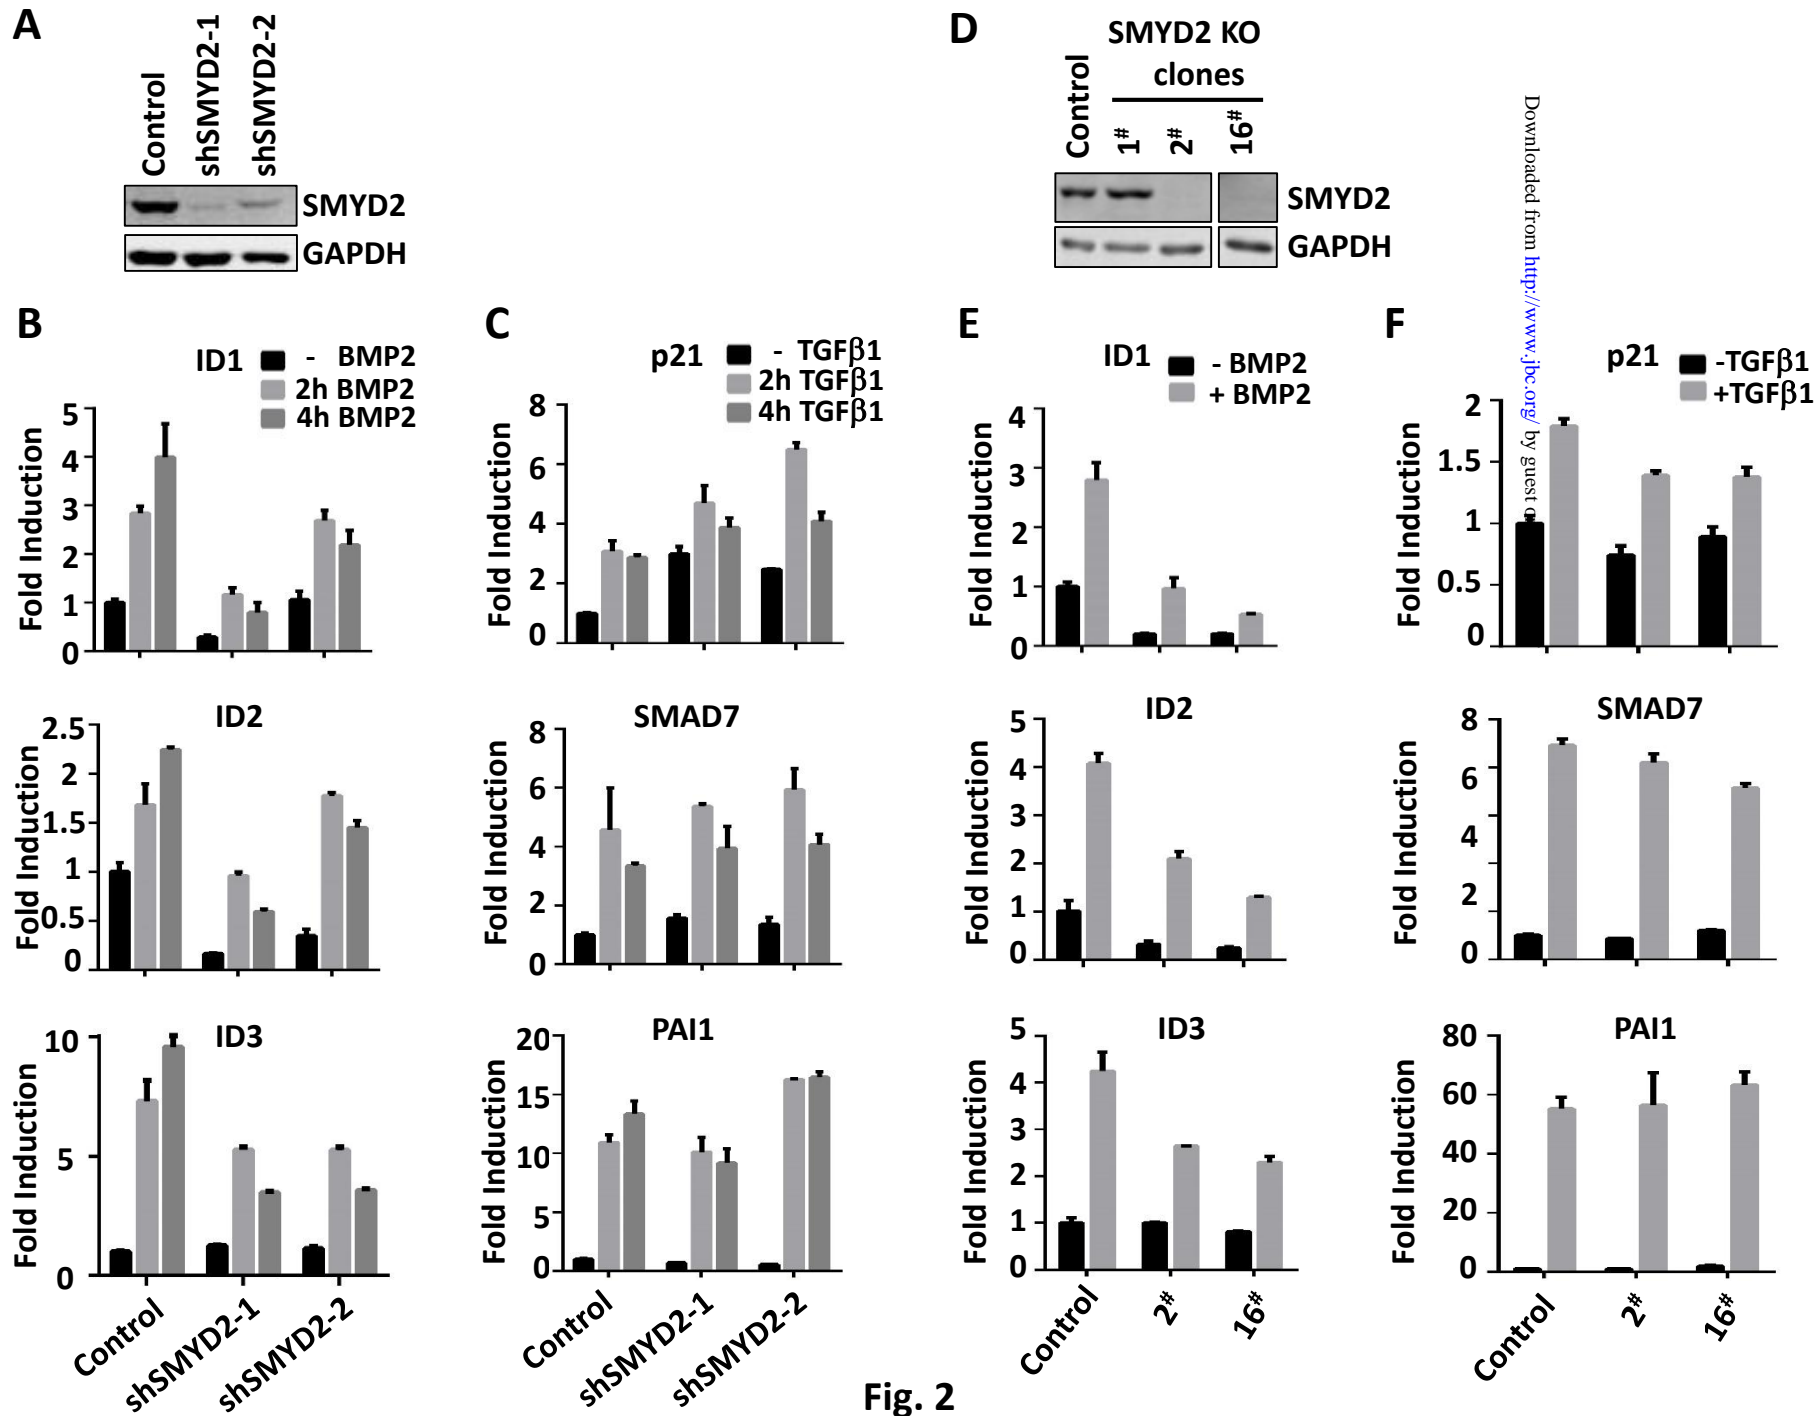 A
Control
shSMYD2-1
shSMYD2-2
SMYD2
GAPDH
D
SMYD2 KO
clones
Control
1#
2#
16#
SMYD2
GAPDH
Downloaded from http://www.jbc.org/ by guest o
B
ID1
- BMP2
2h BMP2
4h BMP2
Fold Induction
5
4
3
2
1
0
ID2
Fold Induction
2.5
2
1.5
1
0.5
0
ID3
Fold Induction
10
5
0
Control
shSMYD2-1
shSMYD2-2
C
p21
- TGFβ1
2h TGFβ1
4h TGFβ1
Fold Induction
8
6
4
2
0
SMAD7
Fold Induction
8
6
4
2
0
PAI1
Fold Induction
20
15
10
5
0
Control
shSMYD2-1
shSMYD2-2
E
ID1
- BMP2
+ BMP2
Fold Induction
4
3
2
1
0
ID2
Fold Induction
5
4
3
2
1
0
ID3
Fold Induction
5
4
3
2
1
0
Control
2#
16#
F
p21
-TGFβ1
+TGFβ1
Fold Induction
2
1.5
1
0.5
0
SMAD7
Fold Induction
8
6
4
2
0
PAI1
Fold Induction
80
60
40
20
0
Control
2#
16#
Fig. 2